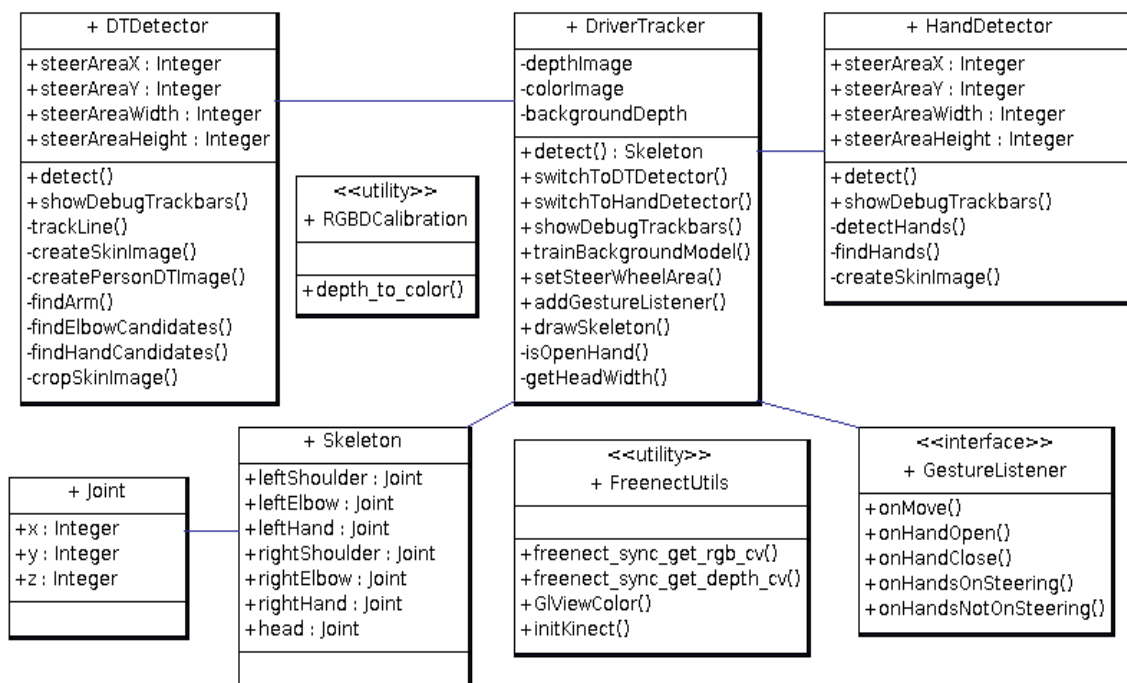 + DTDetector
+steerAreaX : Integer
+steerAreaY : Integer
+steerAreaWidth : Integer
+steerAreaHeight : Integer
+detect()
+showDebugTrackbars()
-trackLine()
-createSkinImage()
-createPersonDTImage()
-findArm()
-findElbowCandidates()
-findHandCandidates()
-cropSkinImage()
<<utility>>
+ RGBDCalibration
+depth_to_color()
+ DriverTracker
-depthImage
-colorImage
-backgroundDepth
+detect() : Skeleton
+switchToDTDetector()
+switchToHandDetector()
+showDebugTrackbars()
+trainBackgroundModel()
+setSteerWheelArea()
+addGestureListener()
+drawSkeleton()
-isOpenHand()
-getHeadWidth()
+ HandDetector
+steerAreaX : Integer
+steerAreaY : Integer
+steerAreaWidth : Integer
+steerAreaHeight : Integer
+detect()
+showDebugTrackbars()
-detectHands()
-findHands()
-createSkinImage()
+ Joint
+x : Integer
+y : Integer
+z : Integer
+ Skeleton
+leftShoulder : Joint
+leftElbow : Joint
+leftHand : Joint
+rightShoulder : Joint
+rightElbow : Joint
+rightHand : Joint
+head : Joint
<<utility>>
+ FreenectUtils
+freenect_sync_get_rgb_cv()
+freenect_sync_get_depth_cv()
+GlViewColor()
+initKinect()
<<interface>>
+ GestureListener
+onMove()
+onHandOpen()
+onHandClose()
+onHandsOnSteering()
+onHandsNotOnSteering()